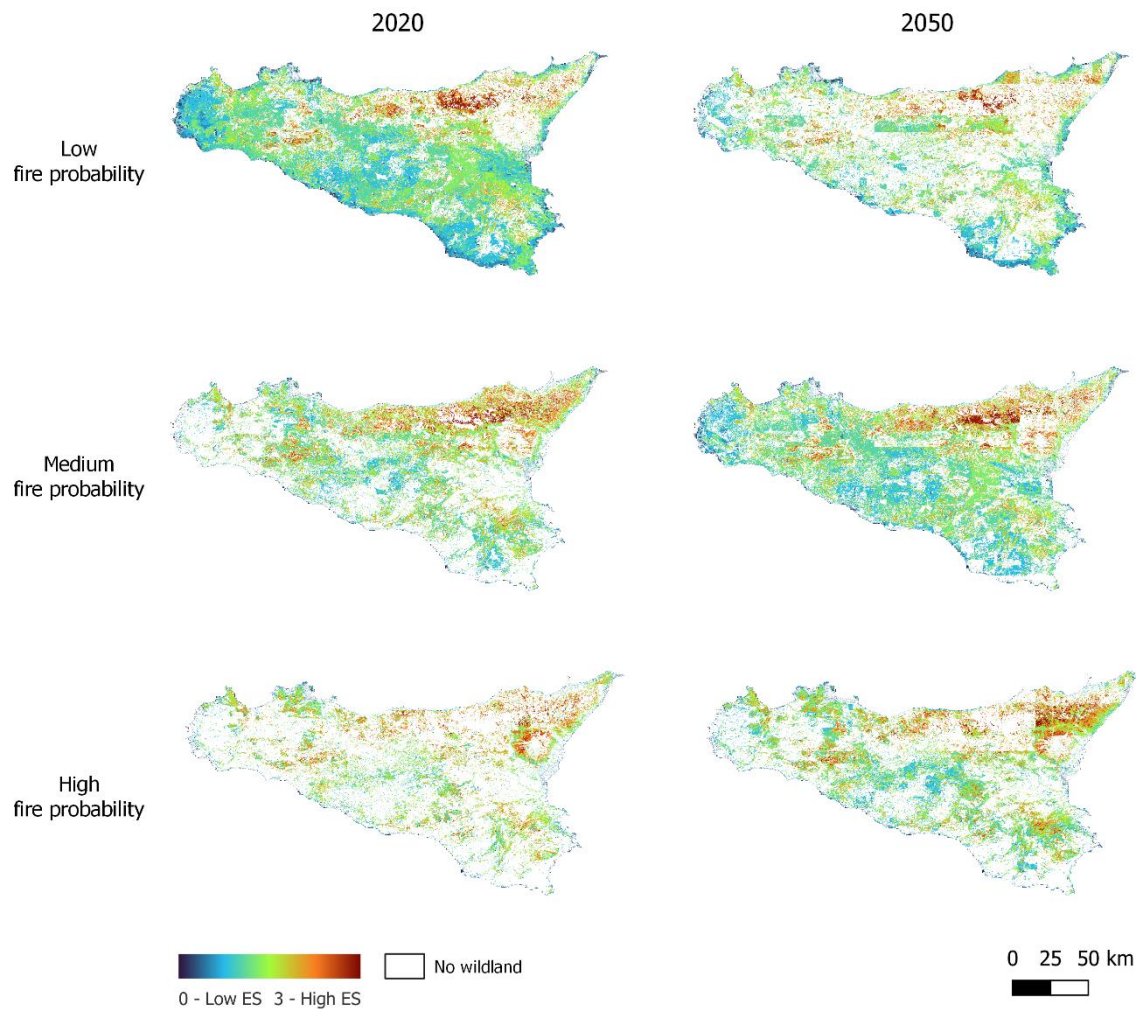 2020
2050
Low
fire probability
Medium
fire probability
High
fire probability
No wildland
0 - Low ES 3 - High ES
0 25 50 km